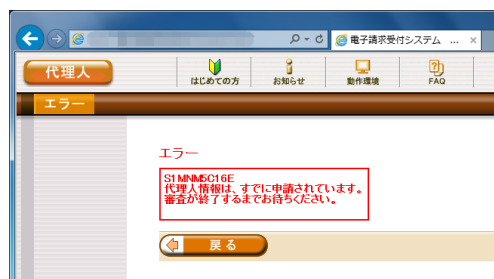 電子請求受付システム ...
代理人
はじめての方
お知らせ
動作環境
FAQ
エラー
エラー
S1MNM5C16E
代理人情報は、すでに申請されています。
審査が終了するまでお待ちください。
戻る